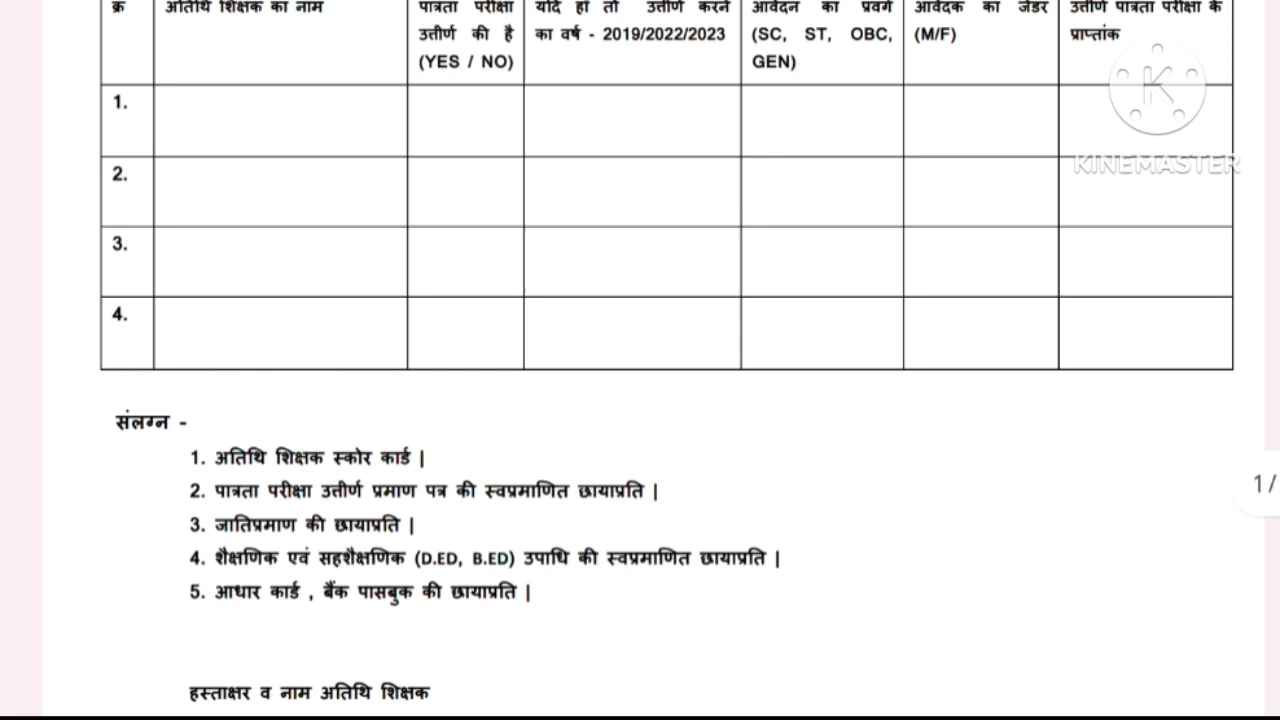 क्र अतिथि शिक्षक का नाम पात्रता परीक्षा यदि हां तो उत्तीर्ण करने आवेदन का प्रवर्ग आवेदक का जेंडर उत्तीर्ण पात्रता परीक्षा के
उत्तीर्ण की है का वर्ष - 2019/2022/2023 (SC, ST, OBC, (M/F) प्राप्तांक
(YES / NO) GEN)
1.
KINEMASTER
2.
3.
4.
संलग्न -
1. अतिथि शिक्षक स्कोर कार्ड |
2. पात्रता परीक्षा उत्तीर्ण प्रमाण पत्र की स्वप्रमाणित छायाप्रति |
1/
3. जातिप्रमाण की छायाप्रति |
4. शैक्षणिक एवं सहशैक्षणिक (D.ED, B.ED) उपाधि की स्वप्रमाणित छायाप्रति |
5. आधार कार्ड , बैंक पासबुक की छायाप्रति |
हस्ताक्षर व नाम अतिथि शिक्षक